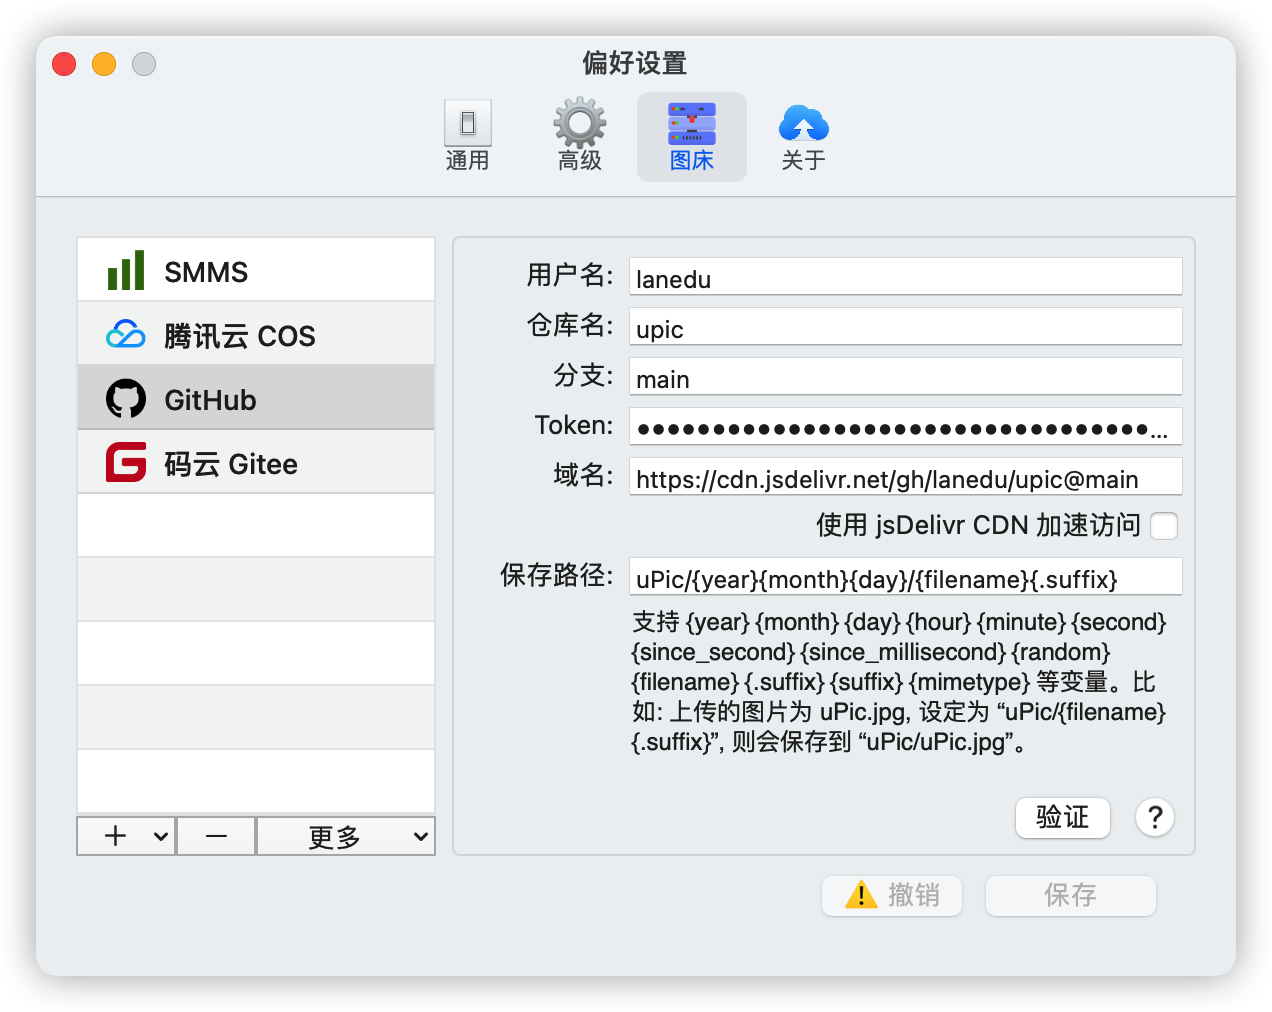 偏好设置
通用
高级
图床
关于
SMMS
腾讯云 COS
GitHub
码云 Gitee
+
−
更多
用户名: lanedu
仓库名: upic
分支: main
Token: ••••••••••••••••••••••••••••••••••...
域名: https://cdn.jsdelivr.net/gh/lanedu/upic@main
使用 jsDelivr CDN 加速访问
保存路径: uPic/{year}{month}{day}/{filename}{.suffix}
支持 {year} {month} {day} {hour} {minute} {second}
{since_second} {since_millisecond} {random}
{filename} {.suffix} {suffix} {mimetype} 等变量。比
如: 上传的图片为 uPic.jpg, 设定为 “uPic/{filename}
{.suffix}”, 则会保存到 “uPic/uPic.jpg”。
验证
?
撤销
保存